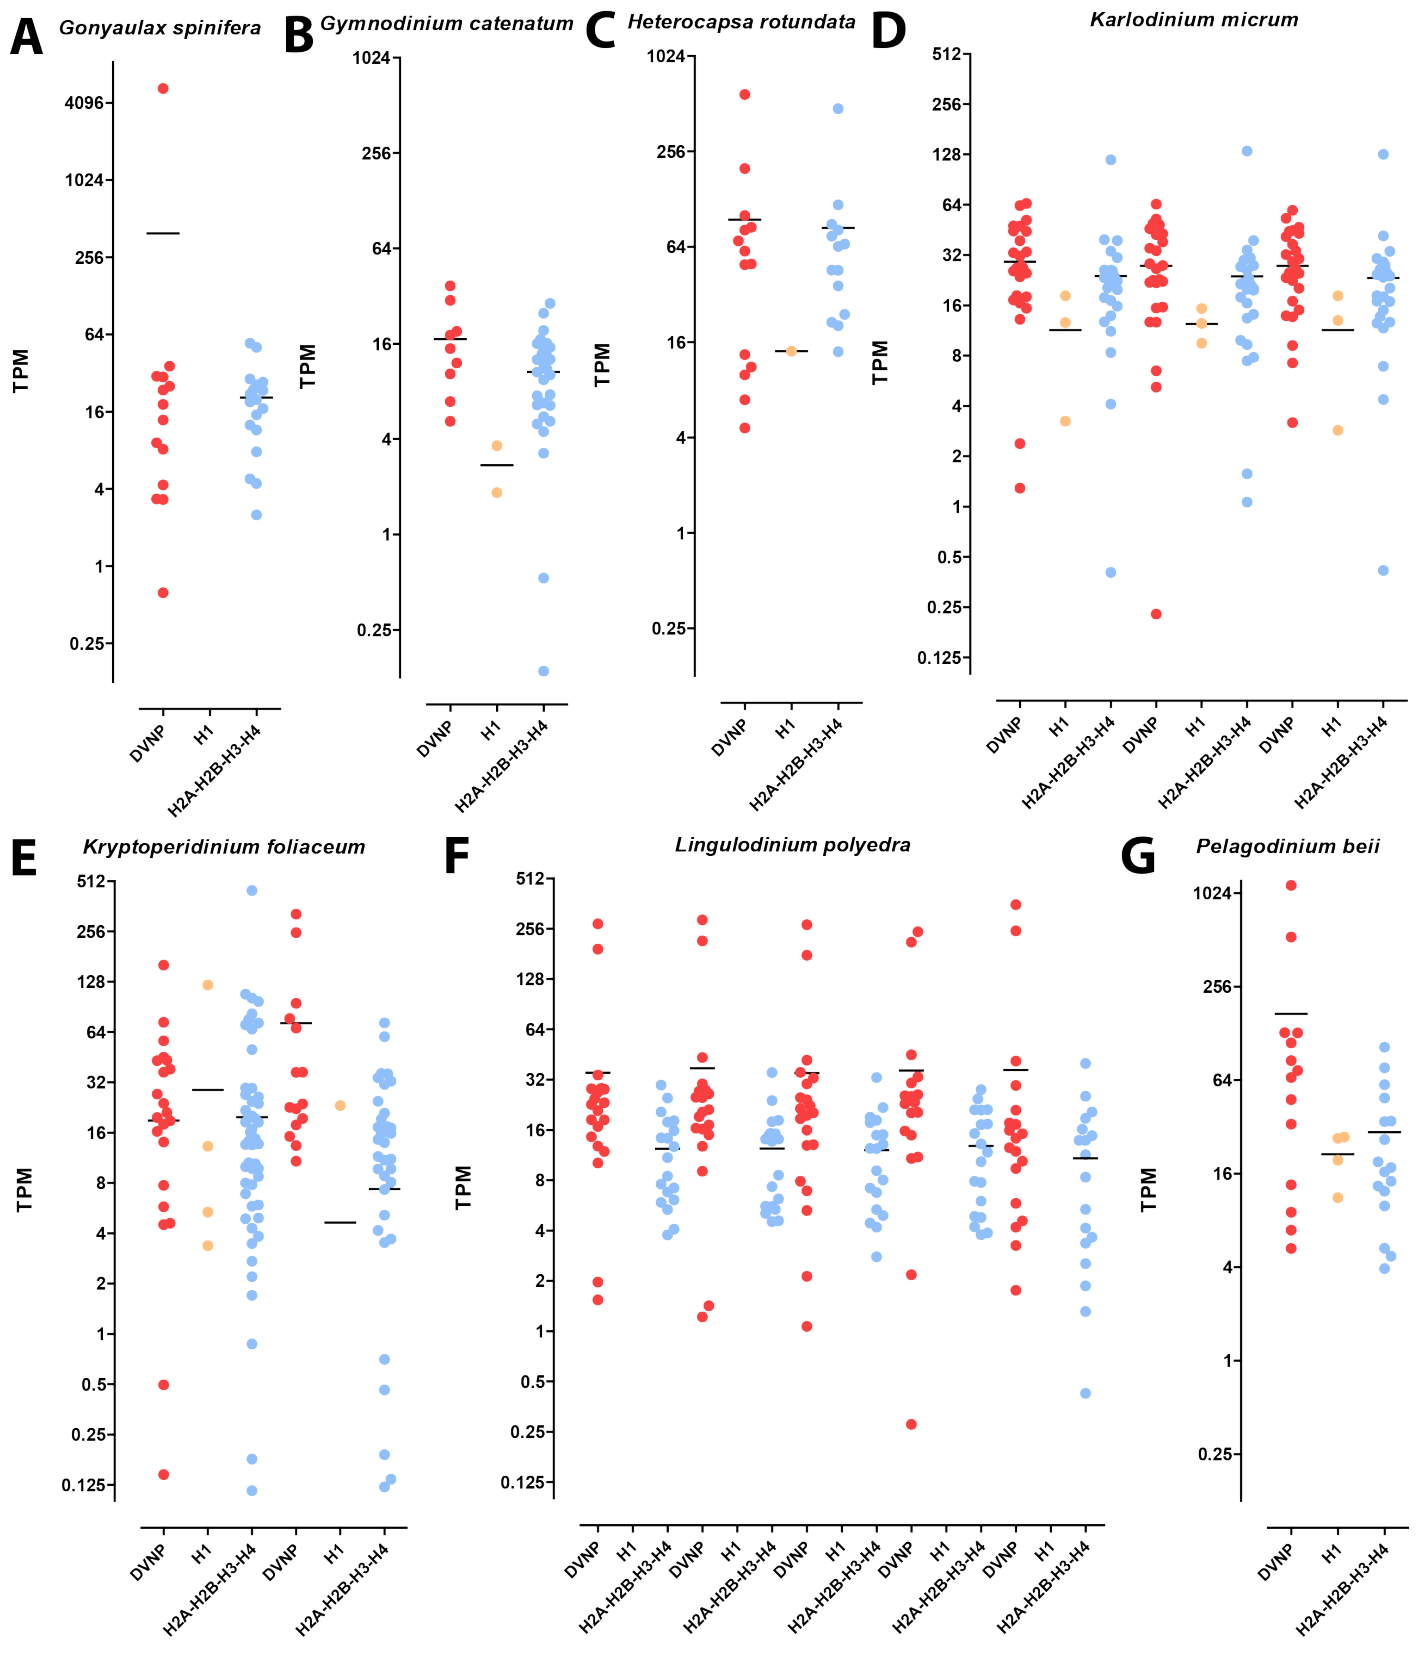 A Gonyaulax spinifera
TPM
4096
1024
256
64
16
4
1
0.25
DVNP
H1
H2A-H2B-H3-H4
B Gymnodinium catenatum
TPM
1024
256
64
16
4
1
0.25
DVNP
H1
H2A-H2B-H3-H4
C Heterocapsa rotundata
TPM
1024
256
64
16
4
1
0.25
DVNP
H1
H2A-H2B-H3-H4
D Karlodinium micrum
TPM
512
256
128
64
32
16
8
4
2
1
0.5
0.25
0.125
DVNP
H1
H2A-H2B-H3-H4
DVNP
H1
H2A-H2B-H3-H4
DVNP
H1
H2A-H2B-H3-H4
E Kryptoperidinium foliaceum
TPM
512
256
128
64
32
16
8
4
2
1
0.5
0.25
0.125
DVNP
H1
H2A-H2B-H3-H4
DVNP
H1
H2A-H2B-H3-H4
F Lingulodinium polyedra
TPM
512
256
128
64
32
16
8
4
2
1
0.5
0.25
0.125
DVNP
H1
H2A-H2B-H3-H4
DVNP
H1
H2A-H2B-H3-H4
DVNP
H1
H2A-H2B-H3-H4
DVNP
H1
H2A-H2B-H3-H4
DVNP
H1
H2A-H2B-H3-H4
G Pelagodinium beii
TPM
1024
256
64
16
4
1
0.25
DVNP
H1
H2A-H2B-H3-H4